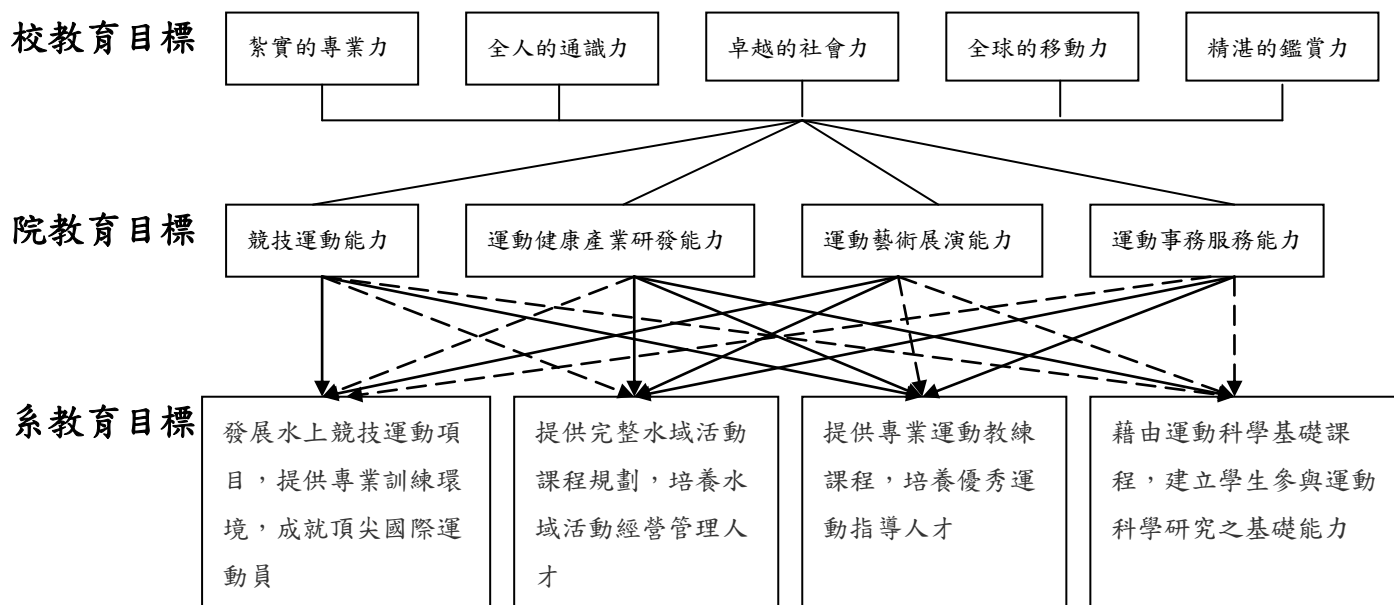 校教育目標
紮實的專業力
全人的通識力
卓越的社會力
全球的移動力
精湛的鑑賞力
院教育目標
競技運動能力
運動健康產業研發能力
運動藝術展演能力
運動事務服務能力
系教育目標
發展水上競技運動項
目，提供專業訓練環
境，成就頂尖國際運
動員
提供完整水域活動
課程規劃，培養水
域活動經營管理人
才
提供專業運動教練
課程，培養優秀運
動指導人才
藉由運動科學基礎課
程，建立學生參與運動
科學研究之基礎能力